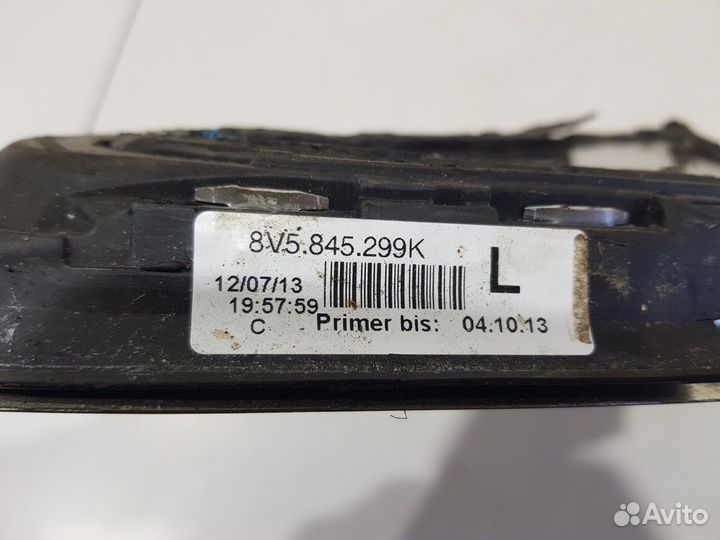 8V5.845.299K
L
12/07/13
19:57:59
C
Primer bis: 04.10.13
Avito